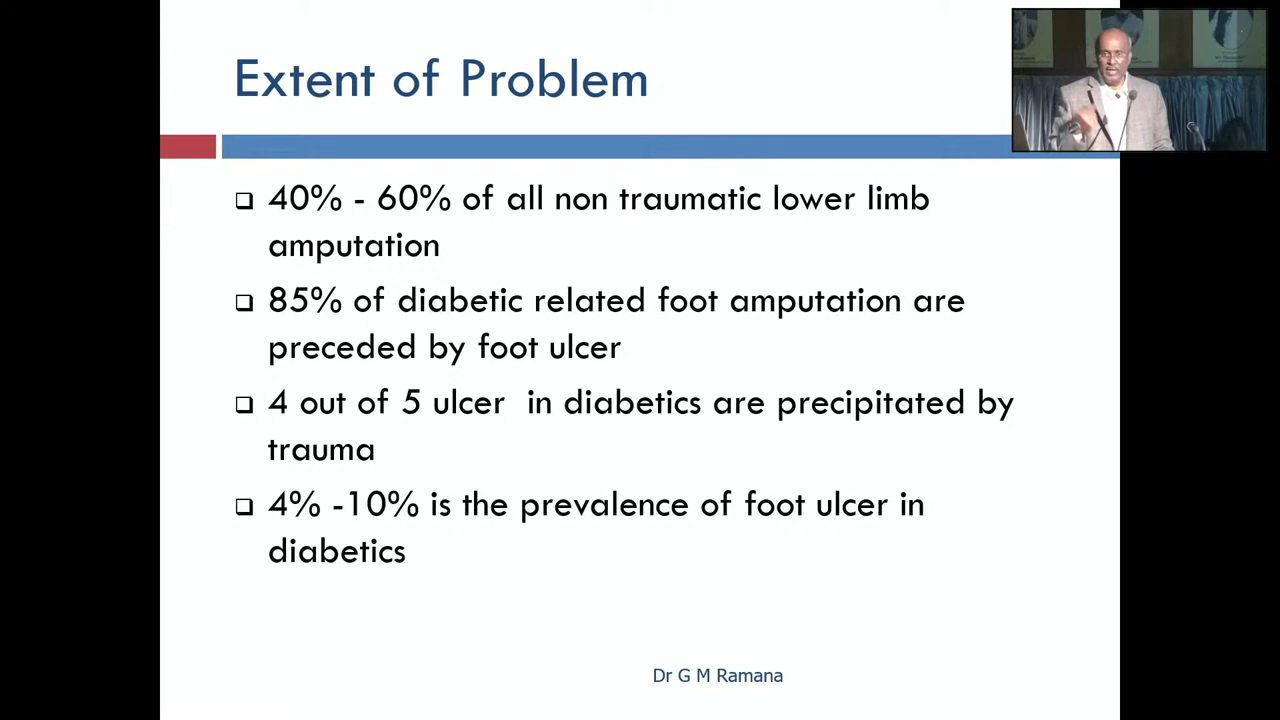 Extent of Problem
❑ 40% - 60% of all non traumatic lower limb
amputation
❑ 85% of diabetic related foot amputation are
preceded by foot ulcer
❑ 4 out of 5 ulcer in diabetics are precipitated by
trauma
❑ 4% -10% is the prevalence of foot ulcer in
diabetics
Dr G M Ramana